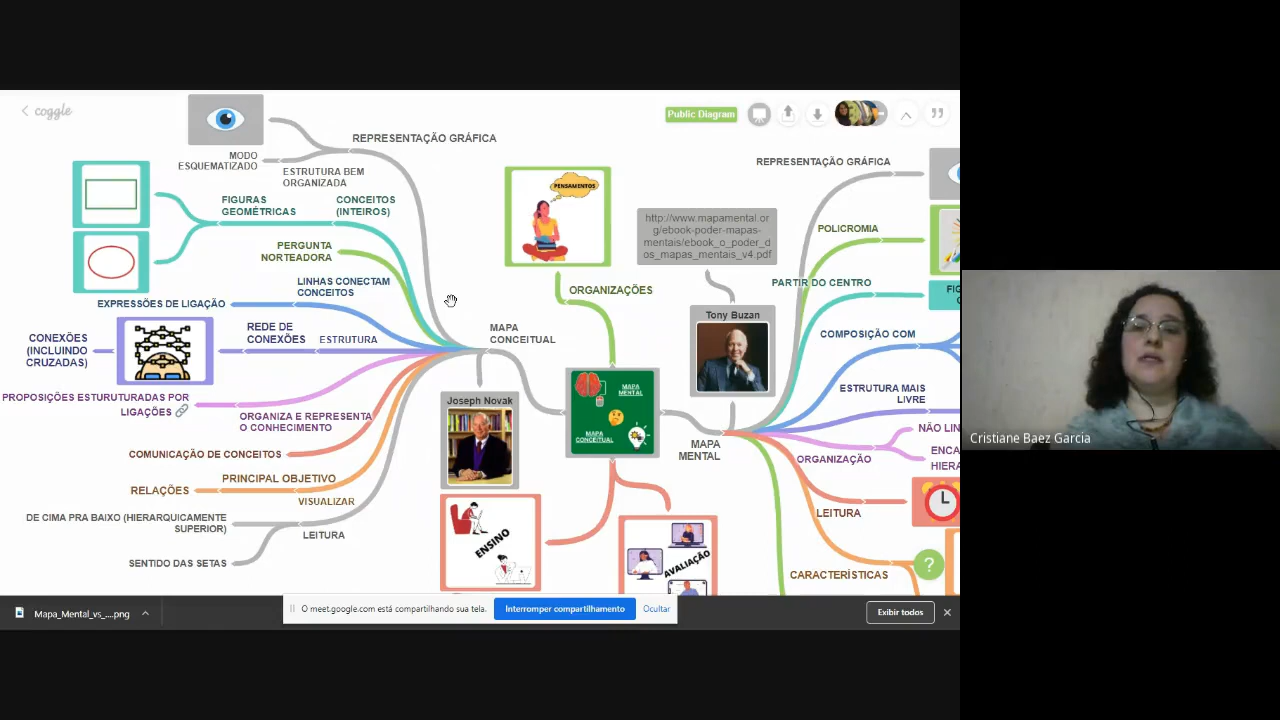 coggle
Public Diagram
REPRESENTAÇÃO GRÁFICA
MODO
ESQUEMATIZADO
ESTRUTURA BEM
ORGANIZADA
FIGURAS
GEOMÉTRICAS
CONCEITOS
(INTEIROS)
PERGUNTA
NORTEADORA
LINHAS CONECTAM
CONCEITOS
EXPRESSÕES DE LIGAÇÃO
CONEXÕES
(INCLUINDO
CRUZADAS)
REDE DE
CONEXÕES
ESTRUTURA
PROPOSIÇÕES ESTURUTURADAS POR
LIGAÇÕES
ORGANIZA E REPRESENTA
O CONHECIMENTO
COMUNICAÇÃO DE CONCEITOS
PRINCIPAL OBJETIVO
RELAÇÕES
VISUALIZAR
DE CIMA PRA BAIXO (HIERARQUICAMENTE
SUPERIOR)
LEITURA
SENTIDO DAS SETAS
MAPA
CONCEITUAL
Joseph Novak
PENSAMENTOS
ORGANIZAÇÕES
MAPA
MENTAL
MAPA
CONCEITUAL
ENSINO
AVALIAÇÃO
http://www.mapamental.or
g/ebook-poder-mapas-
mentais/ebook_o_poder_d
os_mapas_mentais_v4.pdf
Tony Buzan
MAPA
MENTAL
REPRESENTAÇÃO GRÁFICA
POLICROMIA
PARTIR DO CENTRO
FIG
COMPOSIÇÃO COM
ESTRUTURA MAIS
LIVRE
NÃO LIN
ORGANIZAÇÃO
ENCA
HIERA
LEITURA
CARACTERÍSTICAS
?
Mapa_Mental_vs_....png
O meet.google.com está compartilhando sua tela.
Interromper compartilhamento
Ocultar
Exibir todos
Cristiane Baez Garcia